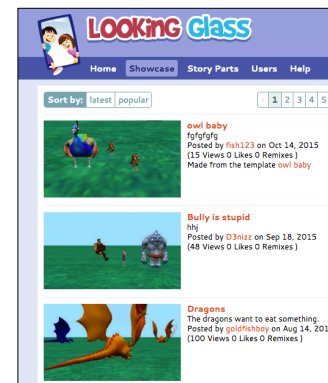 LOOKING GLASS
Home Showcase Story Parts Users Help
Sort by: latest popular « 1 2 3 4 5
owl baby
fgfgfgfg
Posted by fish123 on Oct 14, 2015
(15 Views 0 Likes 0 Remixes )
Made from the template owl baby
Bully is stupid
hhj
Posted by D3nizz on Sep 18, 2015
(48 Views 0 Likes 0 Remixes )
Dragons
The dragons want to eat something.
Posted by goldfishboy on Aug 14, 201
(100 Views 0 Likes 0 Remixes )